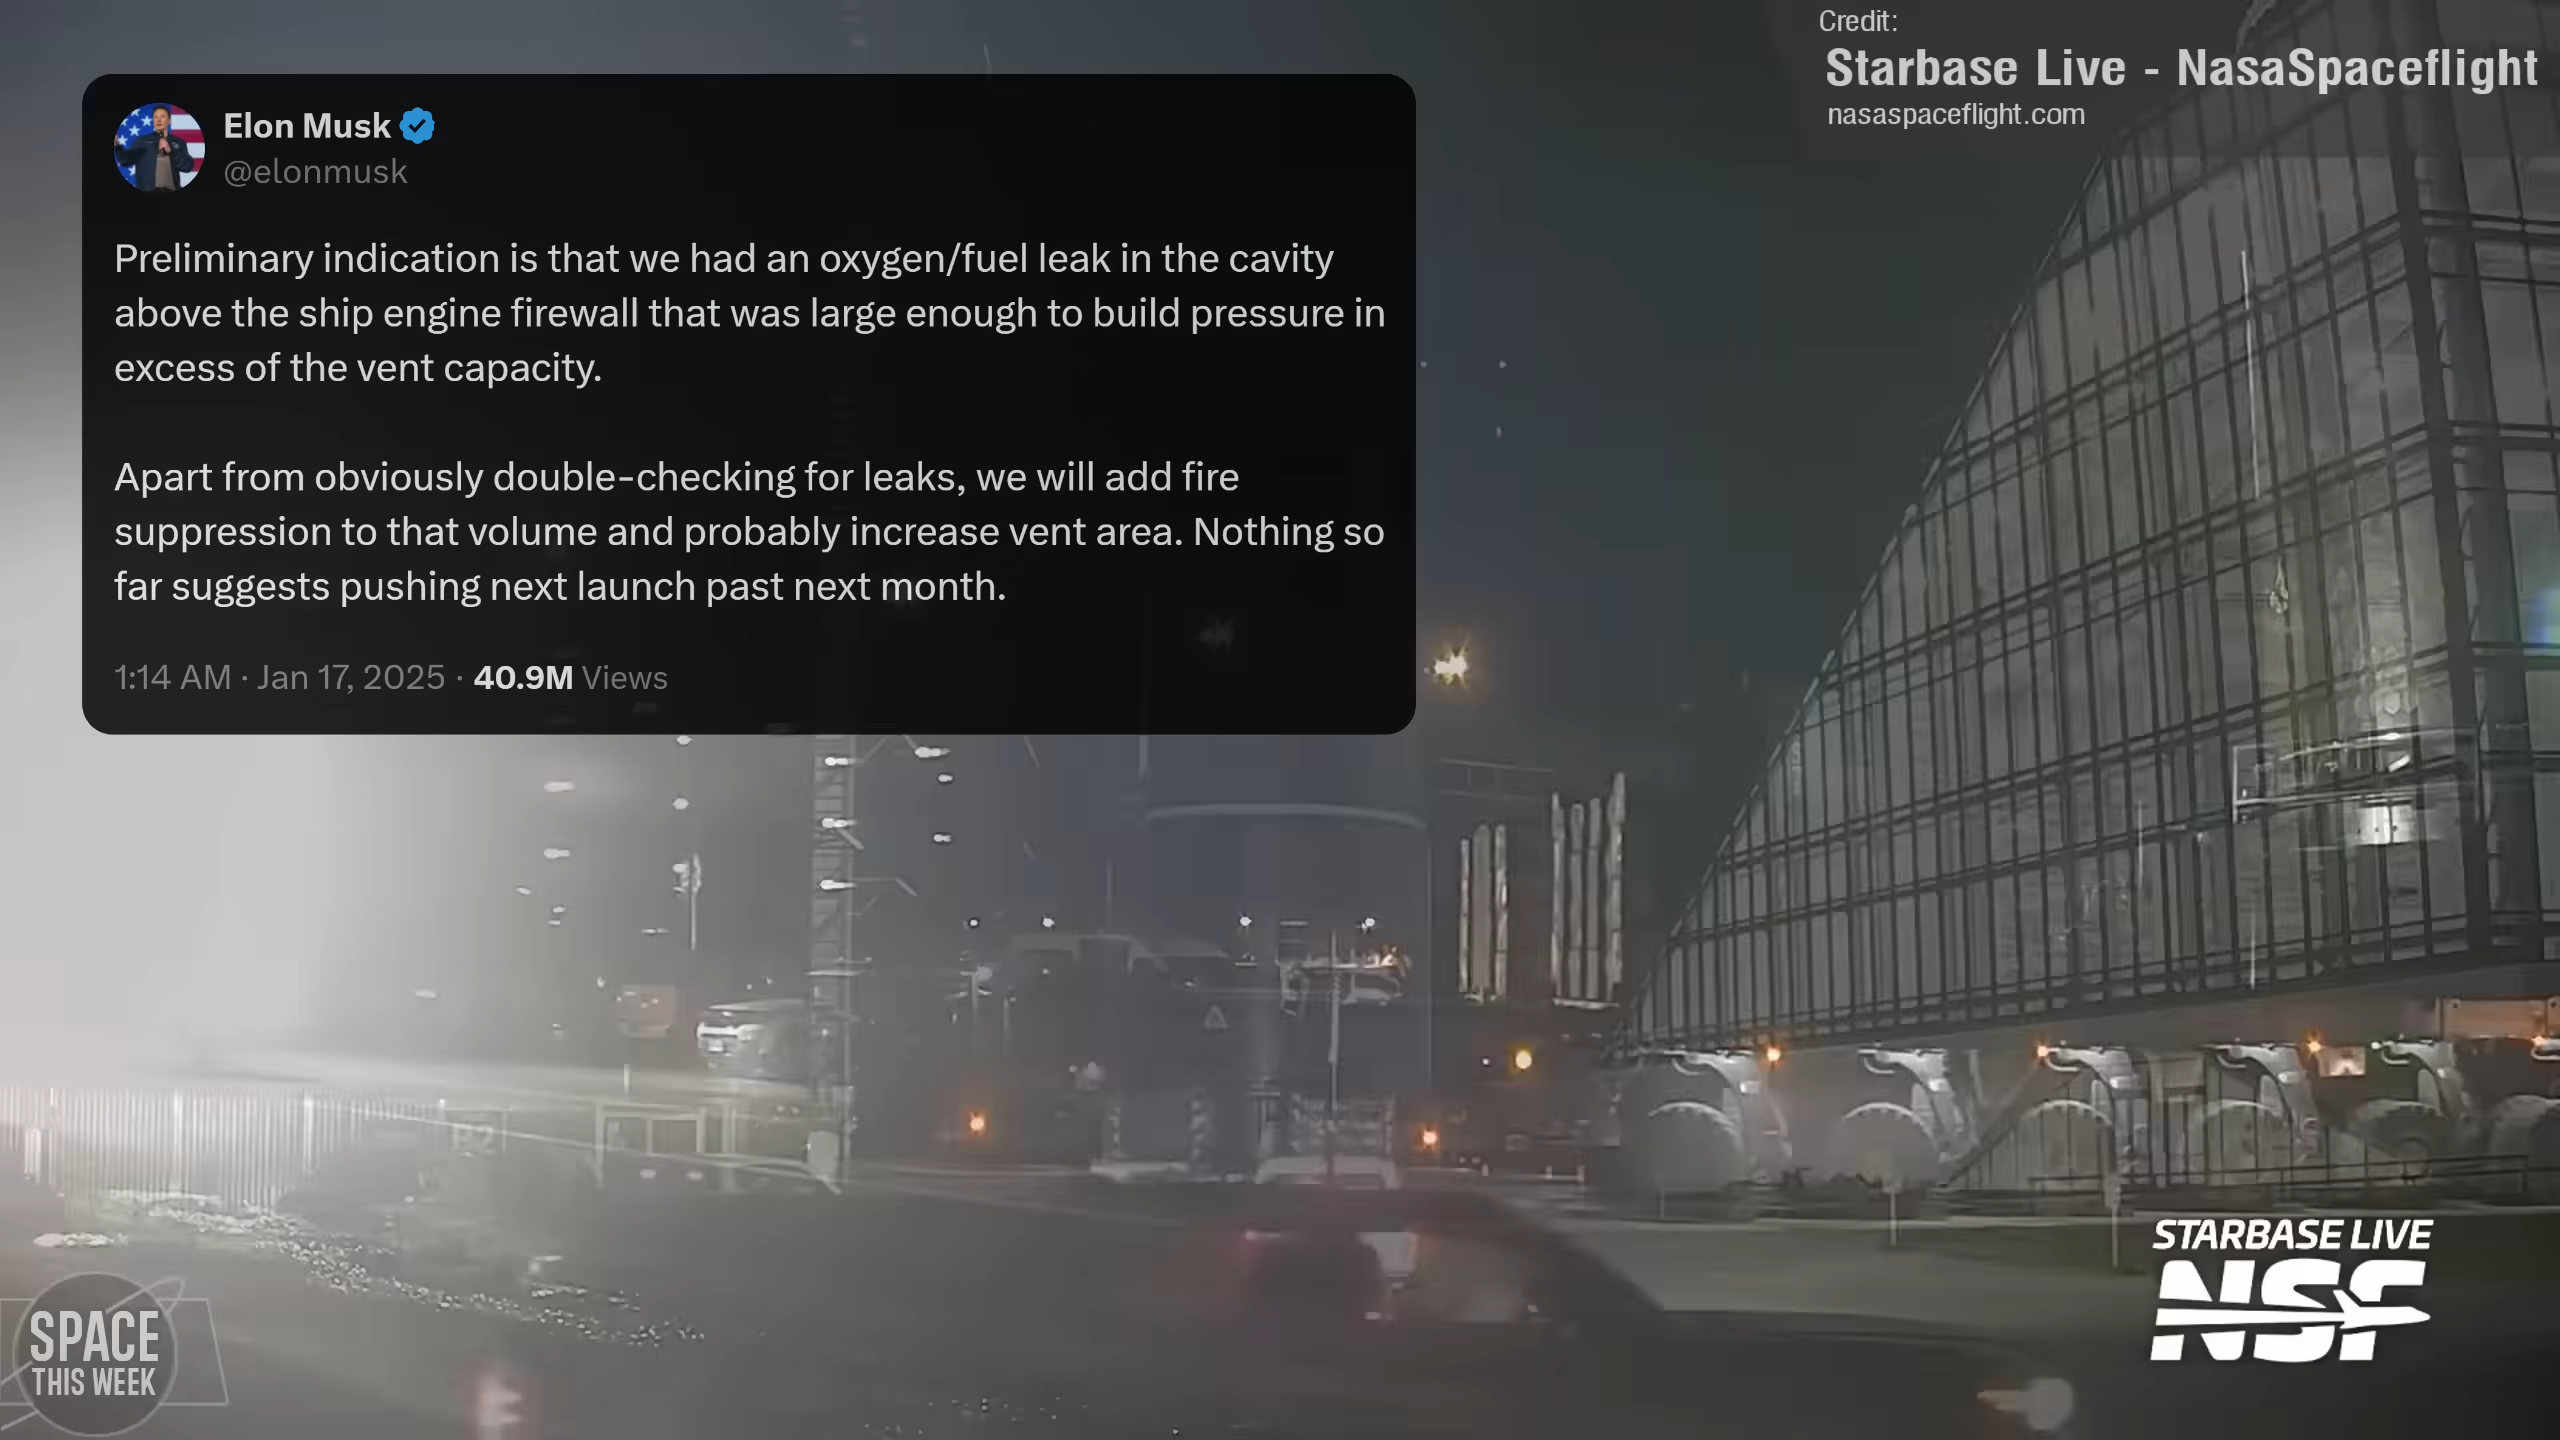 Credit:
Starbase Live - NasaSpaceflight
nasaspaceflight.com
Elon Musk
@elonmusk
Preliminary indication is that we had an oxygen/fuel leak in the cavity
above the ship engine firewall that was large enough to build pressure in
excess of the vent capacity.
Apart from obviously double-checking for leaks, we will add fire
suppression to that volume and probably increase vent area. Nothing so
far suggests pushing next launch past next month.
1:14 AM · Jan 17, 2025 · 40.9M Views
STARBASE LIVE
NSF
SPACE
THIS WEEK